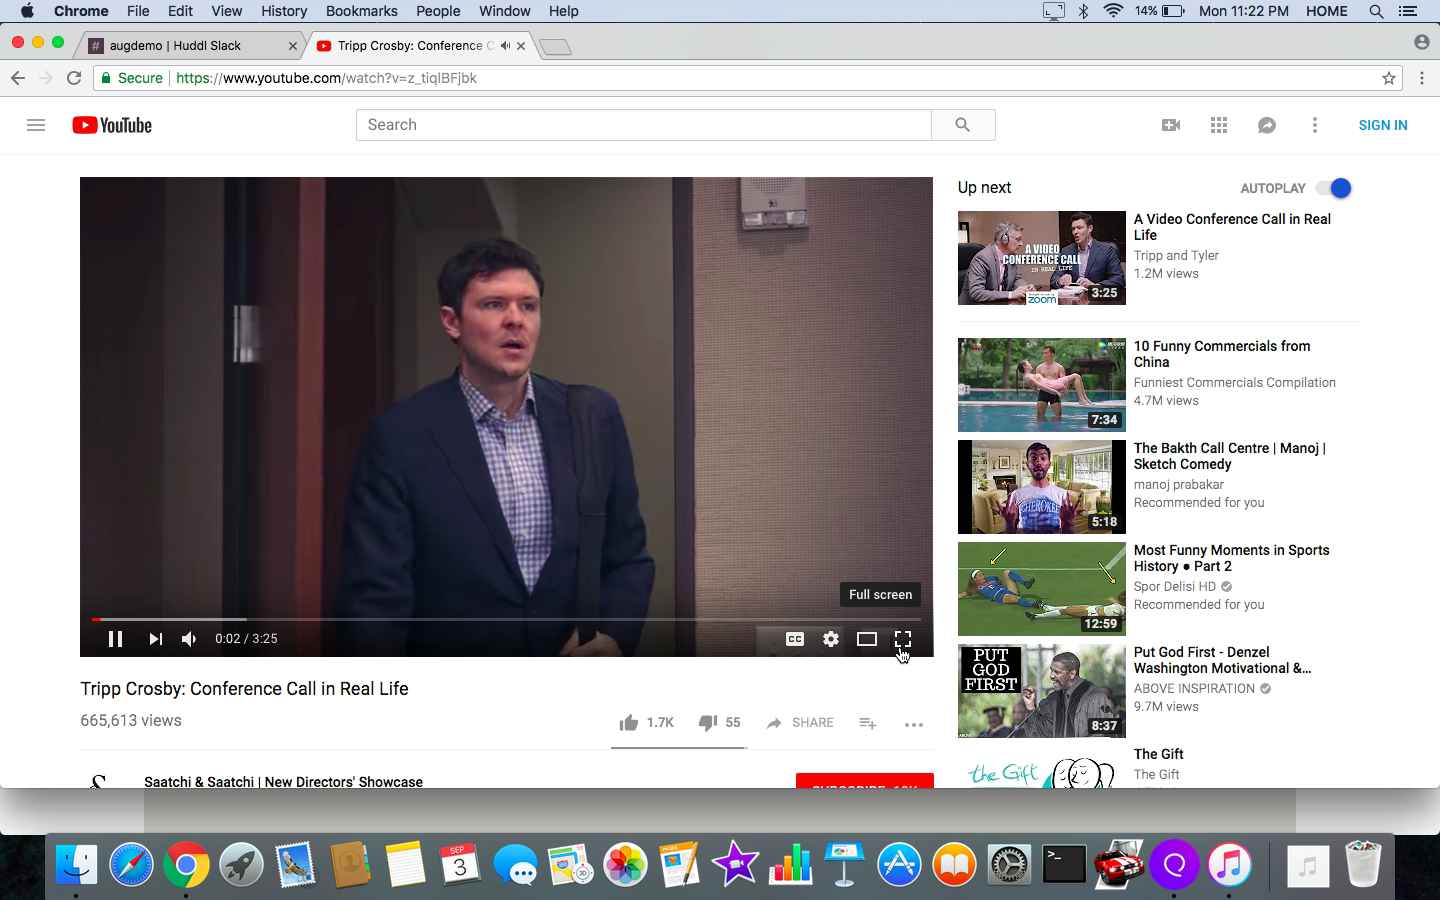 Chrome File Edit View History Bookmarks People Window Help 14% Mon 11:22 PM HOME
# augdemo | Huddl Slack Tripp Crosby: Conference C
Secure https://www.youtube.com/watch?v=z_tiqlBFjbk
YouTube Search SIGN IN
Up next AUTOPLAY
A VIDEO
CONFERENCE CALL
IN REAL LIFE
zoom
3:25
A Video Conference Call in Real
Life
Tripp and Tyler
1.2M views
7:34
10 Funny Commercials from
China
Funniest Commercials Compilation
4.7M views
CHEROKEE
5:18
The Bakth Call Centre | Manoj |
Sketch Comedy
manoj prabakar
Recommended for you
12:59
Most Funny Moments in Sports
History ● Part 2
Spor Delisi HD
Recommended for you
PUT
GOD
FIRST
8:37
Put God First - Denzel
Washington Motivational &...
ABOVE INSPIRATION
9.7M views
the Gift
The Gift
The Gift
Full screen
0:02 / 3:25 CC
Tripp Crosby: Conference Call in Real Life
665,613 views
1.7K 55 SHARE
Saatchi & Saatchi | New Directors' Showcase
SEP
3